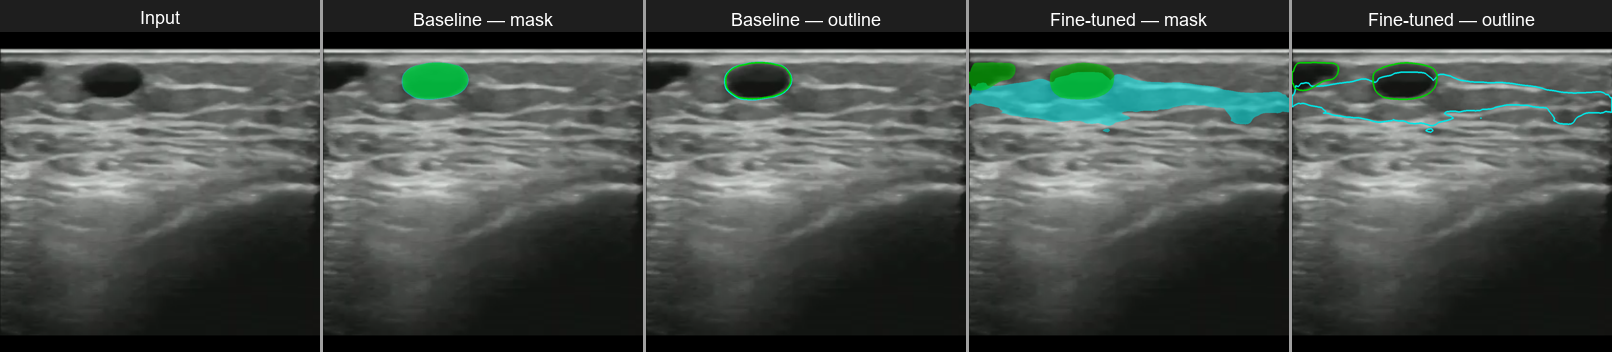 Input
Baseline — mask
Baseline — outline
Fine-tuned — mask
Fine-tuned — outline